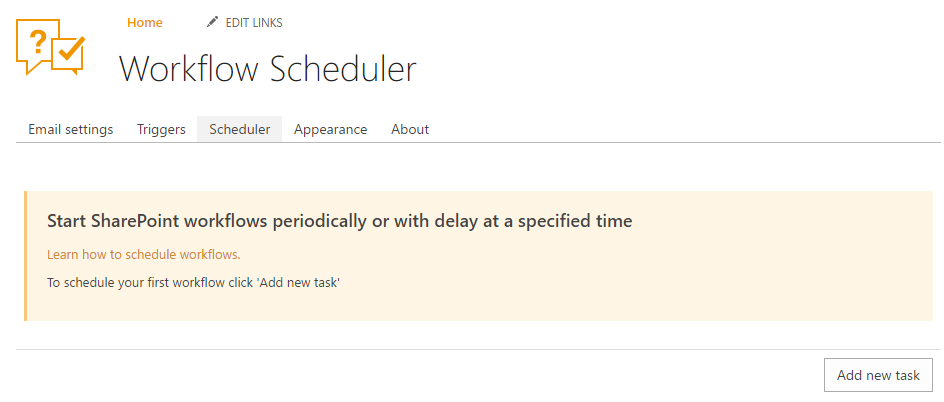 Home EDIT LINKS
Workflow Scheduler
Email settings Triggers Scheduler Appearance About
Start SharePoint workflows periodically or with delay at a specified time
Learn how to schedule workflows.
To schedule your first workflow click 'Add new task'
Add new task